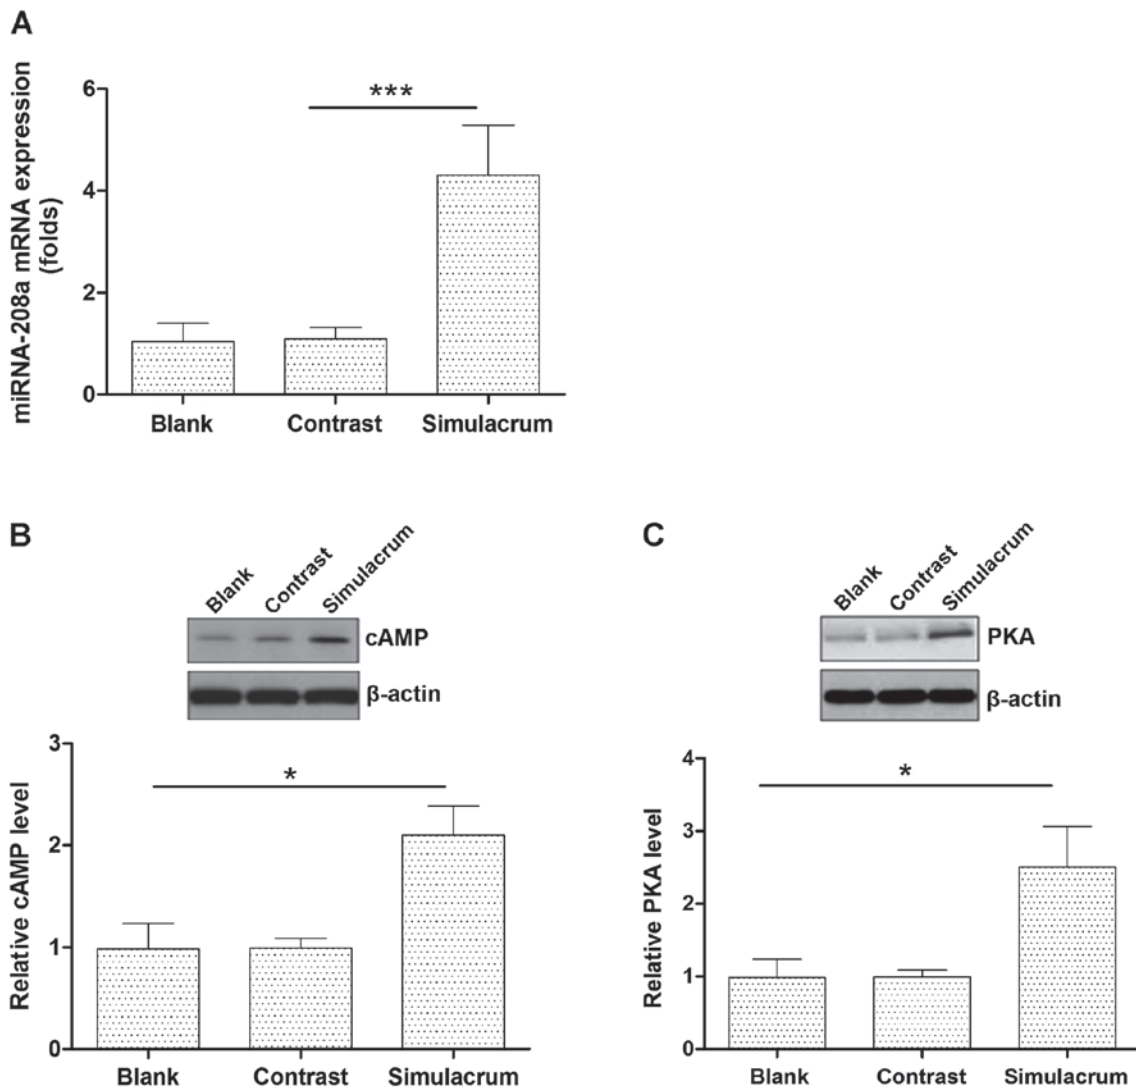 A
miRNA-208a mRNA expression
(folds)
6
4
2
0
***
Blank Contrast Simulacrum
B
Blank Contrast Simulacrum
cAMP
β-actin
Relative cAMP level
3
2
1
0
*
Blank Contrast Simulacrum
C
Blank Contrast Simulacrum
PKA
β-actin
Relative PKA level
4
3
2
1
0
*
Blank Contrast Simulacrum